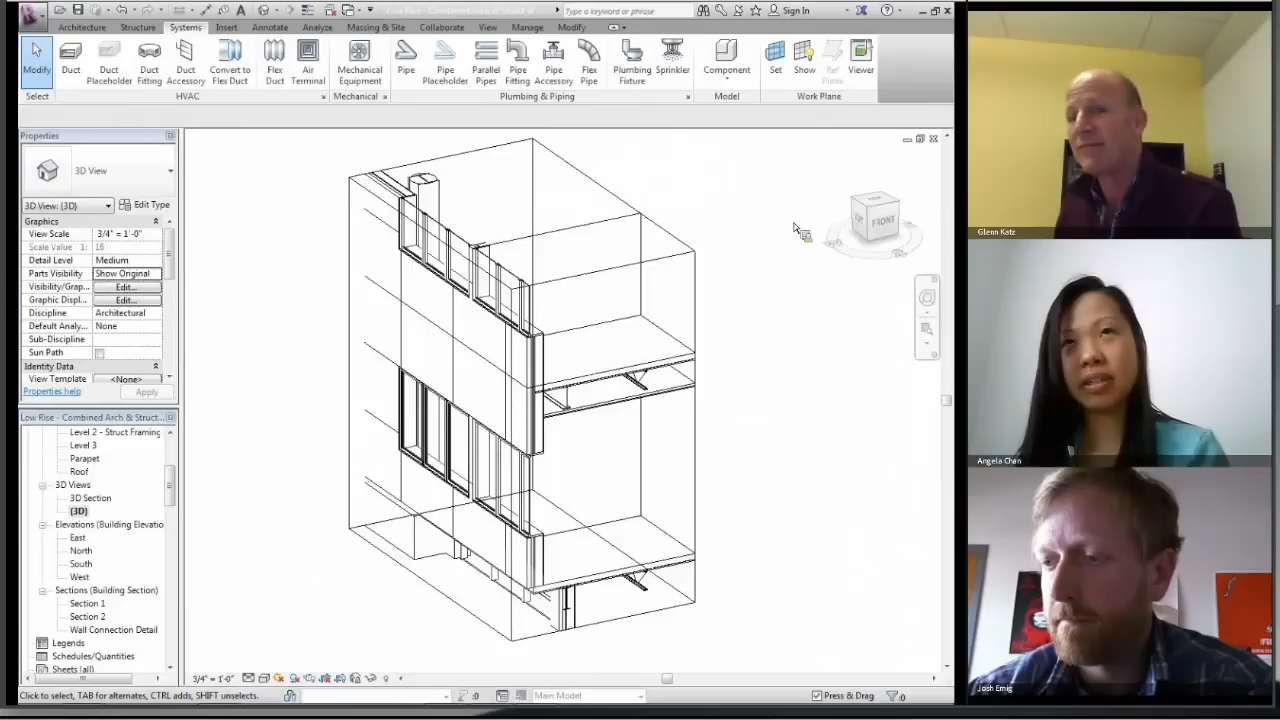 Type a keyword or phrase
Sign In
Architecture Structure Systems Insert Annotate Analyze Massing & Site Collaborate View Manage Modify
Modify Duct Duct Placeholder Duct Fitting Duct Accessory Convert to Flex Duct Flex Duct Air Terminal Mechanical Equipment Pipe Pipe Placeholder Parallel Pipes Pipe Fitting Pipe Accessory Flex Pipe Plumbing Fixture Sprinkler Component Set Show Ref Plane Viewer
Select HVAC Mechanical Plumbing & Piping Model Work Plane
Properties
3D View
3D View: {3D} Edit Type
Graphics
View Scale 3/4" = 1'-0"
Scale Value 1: 16
Detail Level Medium
Parts Visibility Show Original
Visibility/Grap... Edit...
Graphic Displ... Edit...
Discipline Architectural
Default Analy... None
Sub-Discipline
Sun Path
Identity Data
View Template <None>
Properties help Apply
Low Rise - Combined Arch & Struct...
Level 2 - Struct Framing
Level 3
Parapet
Roof
3D Views
3D Section
{3D}
Elevations (Building Elevatio
East
North
South
West
Sections (Building Section)
Section 1
Section 2
Wall Connection Detail
Legends
Schedules/Quantities
Sheets (all)
FRONT
3/4" = 1'-0"
Click to select, TAB for alternates, CTRL adds, SHIFT unselects.
:0
Main Model
Press & Drag
:0
Glenn Katz
Angela Chan
Josh Emig